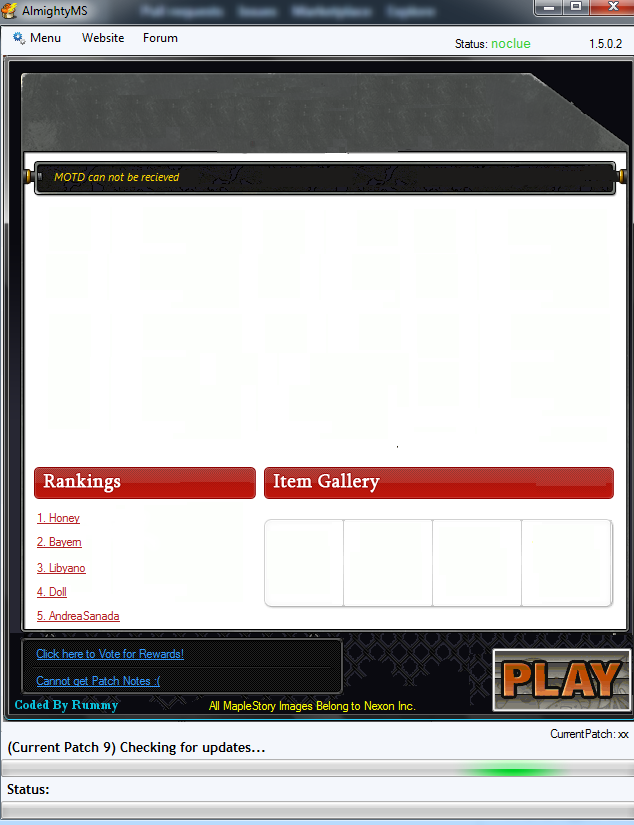 AlmightyMS
Menu Website Forum
Status: noclue 1.5.0.2
MOTD can not be recieved
Rankings
Item Gallery
1. Honey
2. Bayern
3. Libyano
4. Doll
5. AndreaSanada
Click here to Vote for Rewards!
Cannot get Patch Notes :(
PLAY
Coded By Rummy
All MapleStory Images Belong to Nexon Inc.
CurrentPatch: xx
(Current Patch 9) Checking for updates...
Status: